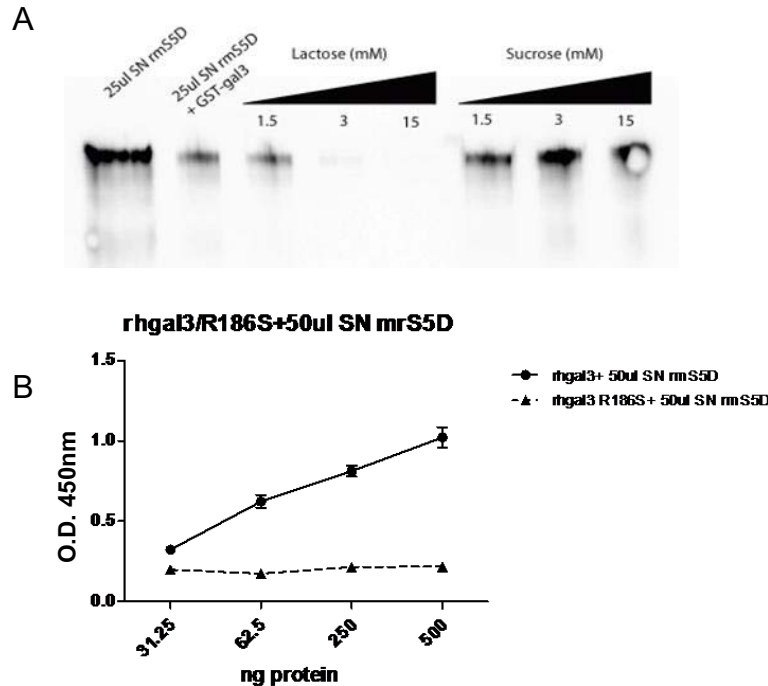 A
25ul SN rmS5D
25ul SN rmS5D
+ GST-gal3
Lactose (mM)
Sucrose (mM)
1.5
3
15
1.5
3
15
rhgal3/R186S+50ul SN mrS5D
B
1.5
1.0
0.5
0.0
O.D. 450nm
31.25
62.5
250
500
ng protein
rhgal3+ 50ul SN rmS5D
rhgal3 R186S+ 50ul SN rmS5D